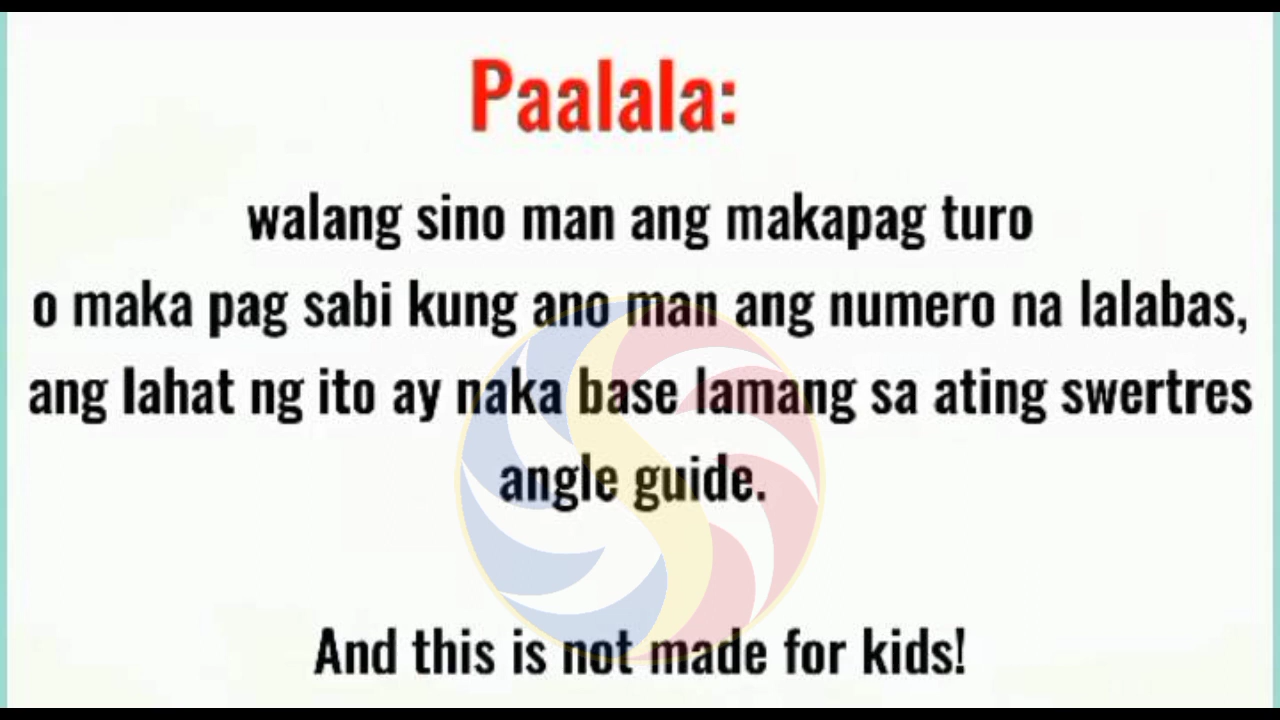 Paalala:
walang sino man ang makapag turo
o maka pag sabi kung ano man ang numero na lalabas,
ang lahat ng ito ay naka base lamang sa ating swertres
angle guide.
And this is not made for kids!